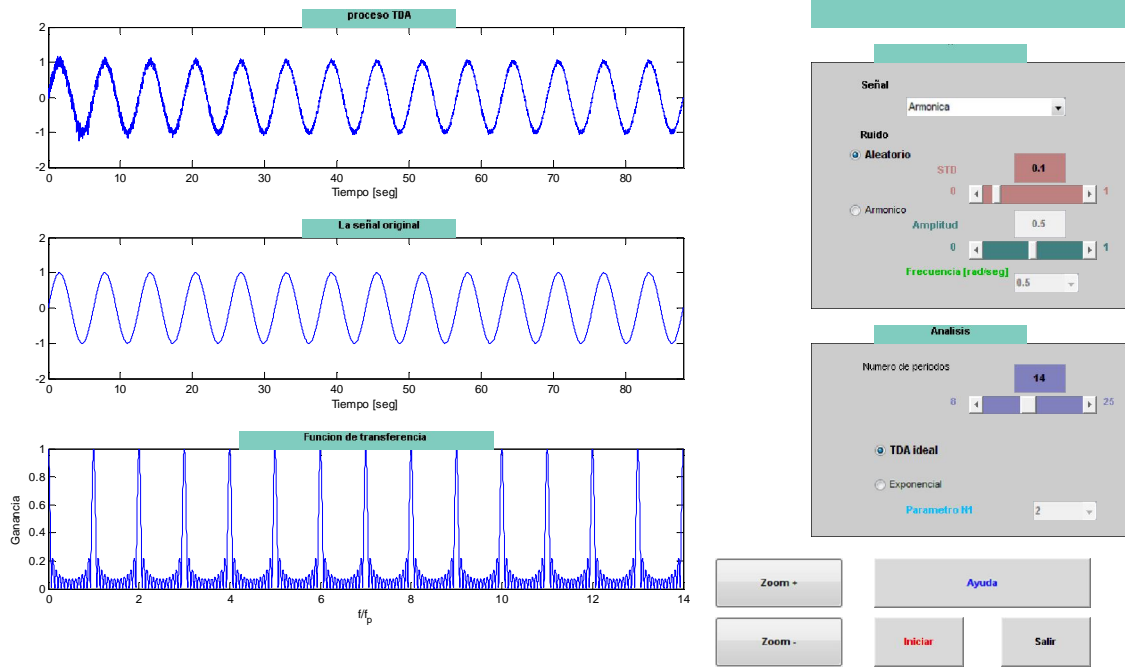 proceso TDA
2
1
0
-1
-2
0 10 20 30 40 50 60 70 80
Tiempo [seg]
La señal original
2
1
0
-1
-2
0 10 20 30 40 50 60 70 80
Tiempo [seg]
Funcion de transferencia
Ganancia
1
0.8
0.6
0.4
0.2
0
0 2 4 6 8 10 12 14
f/fp
Señal
Armonica
Ruido
Aleatorio
STD
0.1
0 1
Armonico
Amplitud
0.5
0 1
Frecuencia [rad/seg]
0.5
Analisis
Numero de periodos
14
8 25
TDA ideal
Exponencial
Parametro N1
2
Zoom +
Ayuda
Zoom -
Iniciar
Salir